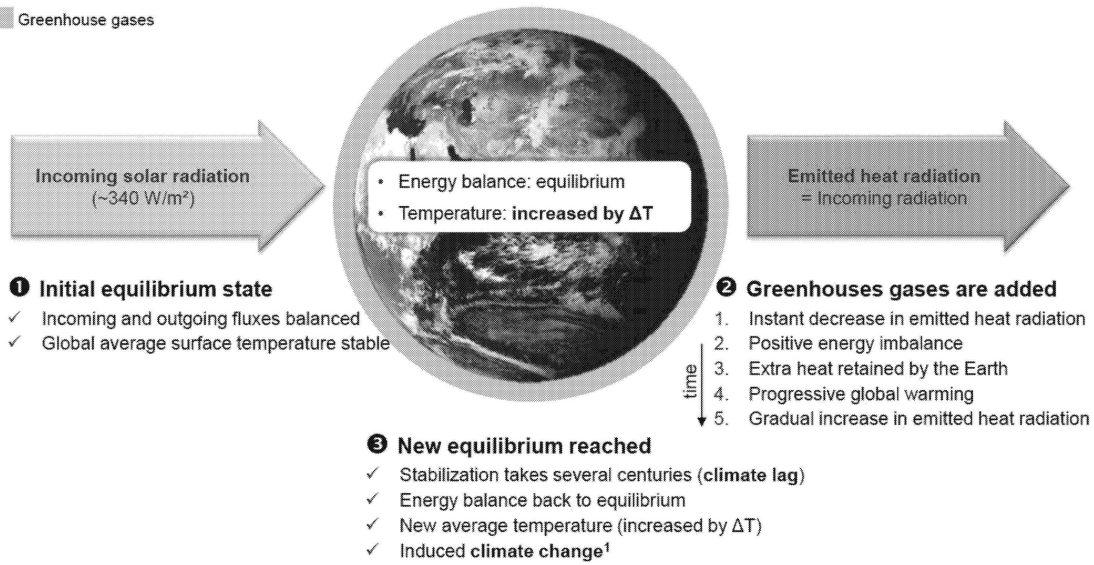 Greenhouse gases
Incoming solar radiation
(~340 W/m²)
• Energy balance: equilibrium
• Temperature: increased by ΔT
Emitted heat radiation
= Incoming radiation
❶ Initial equilibrium state
✓ Incoming and outgoing fluxes balanced
✓ Global average surface temperature stable
❷ Greenhouses gases are added
1. Instant decrease in emitted heat radiation
2. Positive energy imbalance
3. Extra heat retained by the Earth
4. Progressive global warming
5. Gradual increase in emitted heat radiation
time
❸ New equilibrium reached
✓ Stabilization takes several centuries (climate lag)
✓ Energy balance back to equilibrium
✓ New average temperature (increased by ΔT)
✓ Induced climate change¹